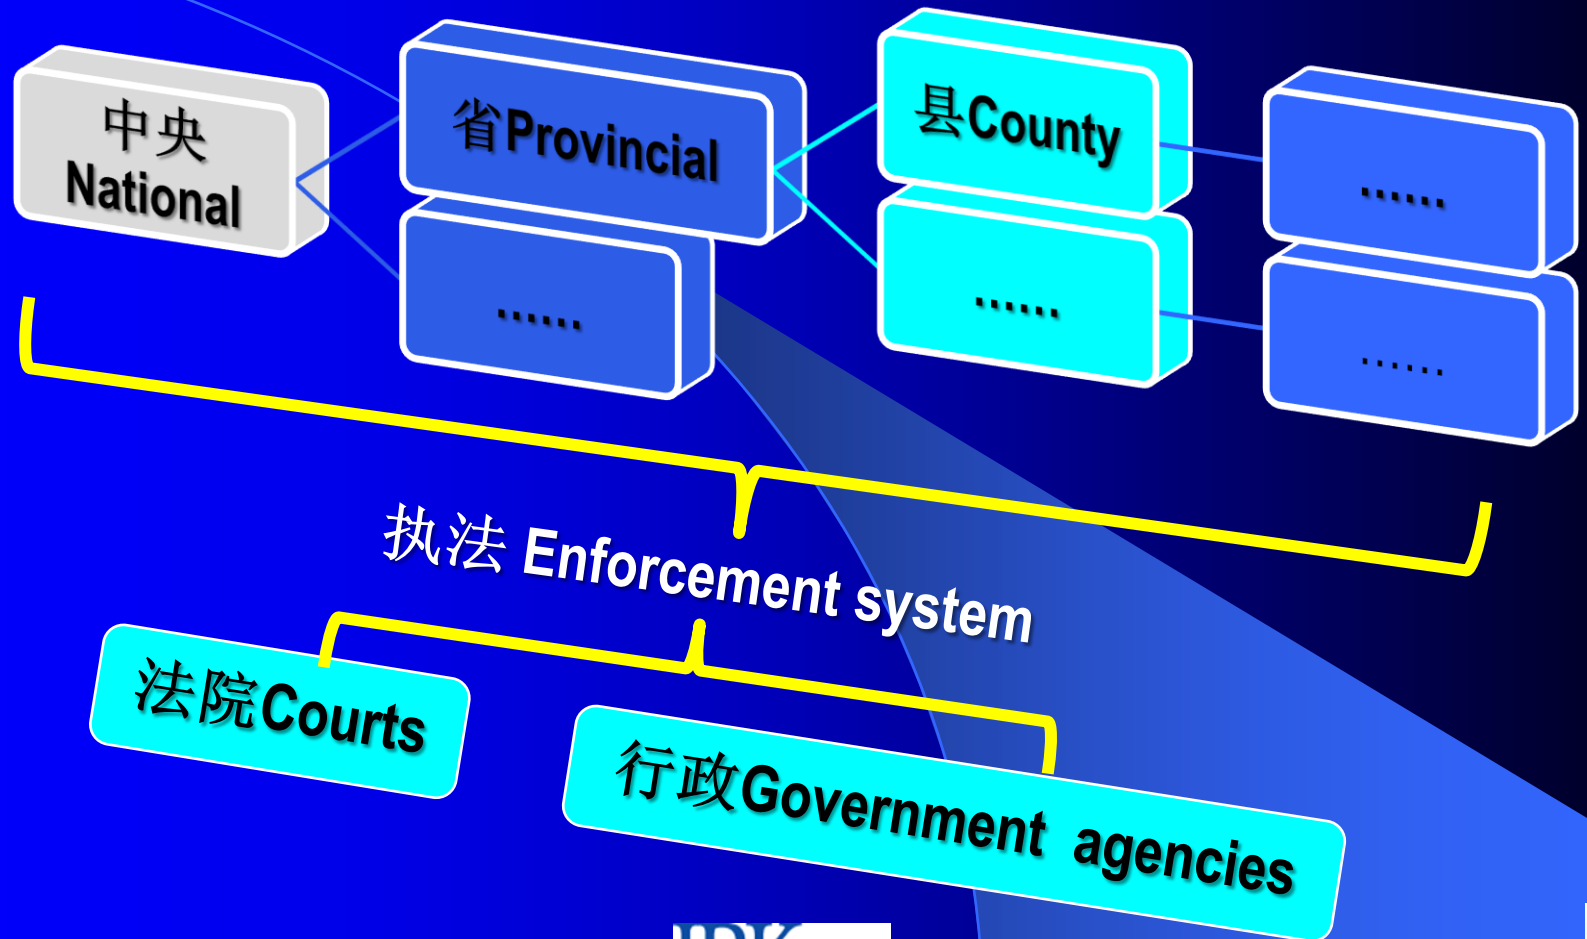 中央
National
省Provincial
......
县County
......
......
......
执法 Enforcement system
法院Courts
行政Government agencies